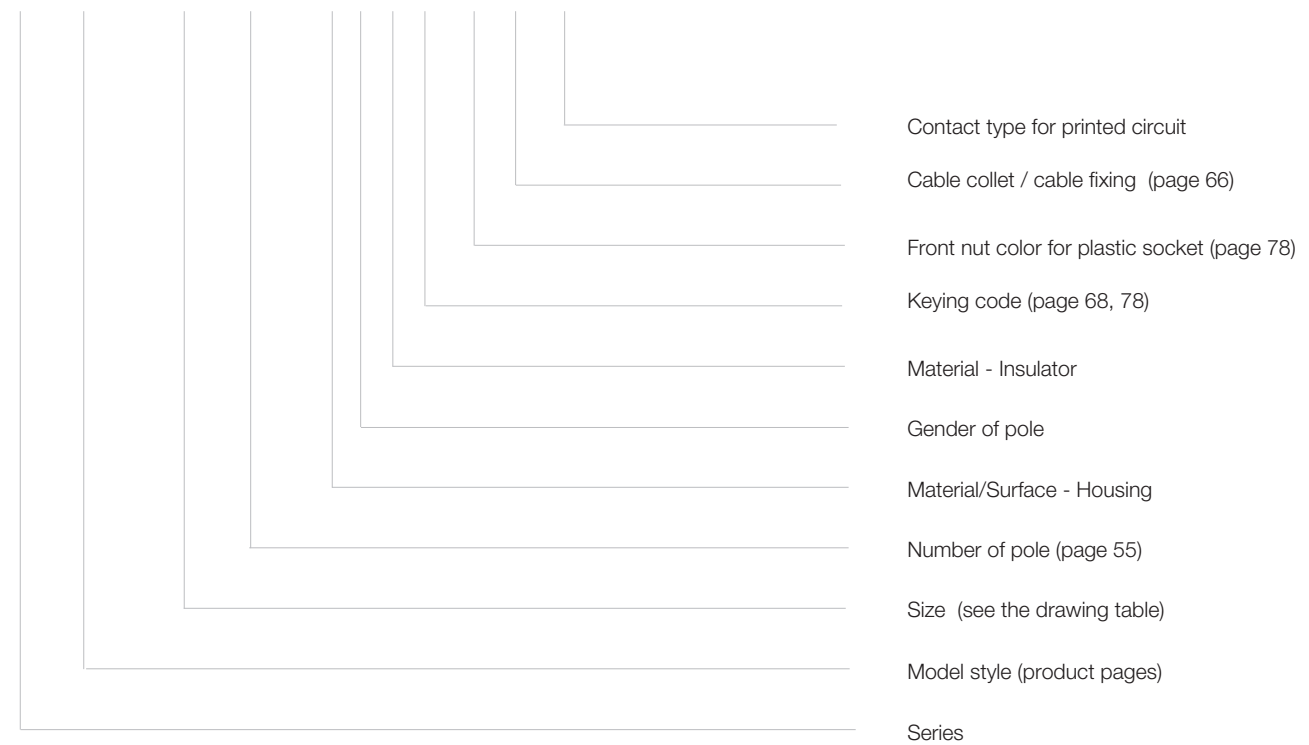 Contact type for printed circuit
Cable collet / cable fixing  (page 66)
Front nut color for plastic socket (page 78)
Keying code (page 68, 78)
Material - Insulator
Gender of pole
Material/Surface - Housing
Number of pole (page 55)
Size  (see the drawing table)
Model style (product pages)
Series